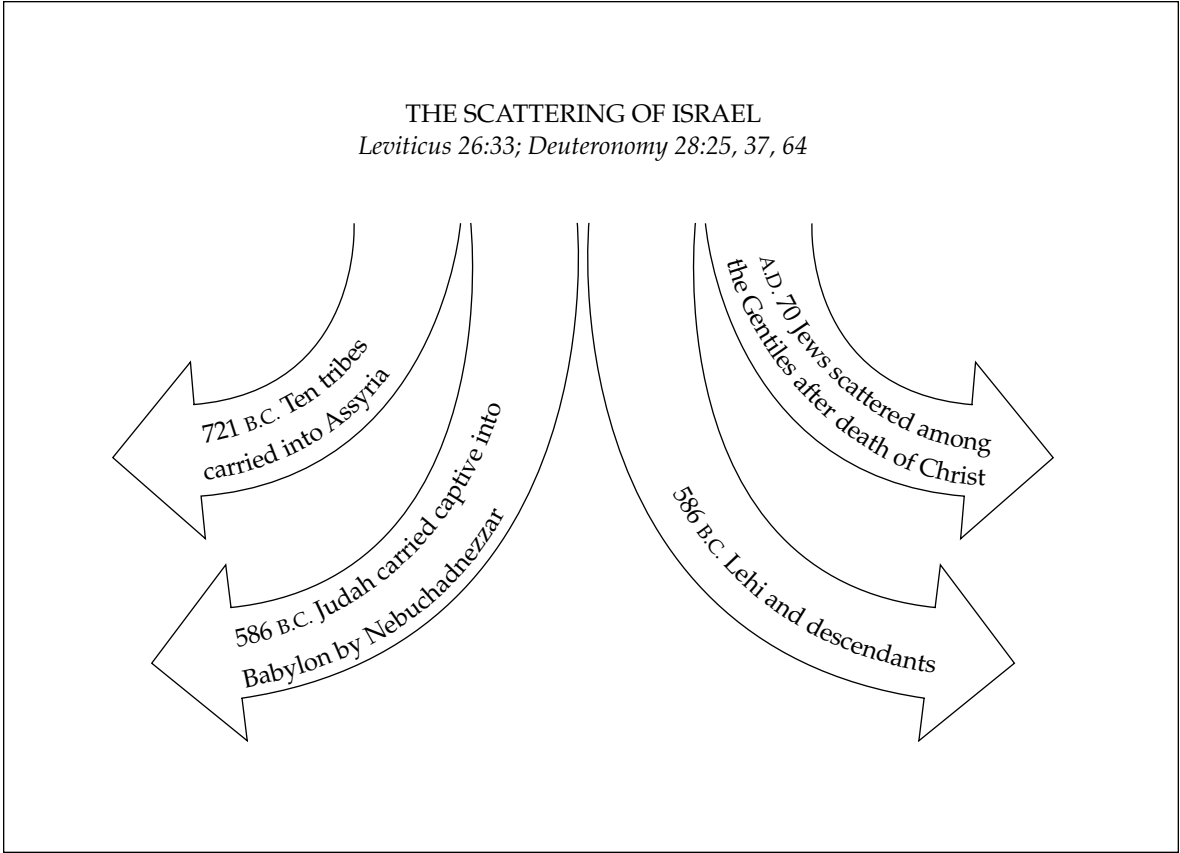 THE SCATTERING OF ISRAEL
Leviticus 26:33; Deuteronomy 28:25, 37, 64
721 B.C. Ten tribes
carried into Assyria
586 B.C. Judah carried captive into
Babylon by Nebuchadnezzar
586 B.C. Lehi and descendants
A.D. 70 Jews scattered among
the Gentiles after death of Christ